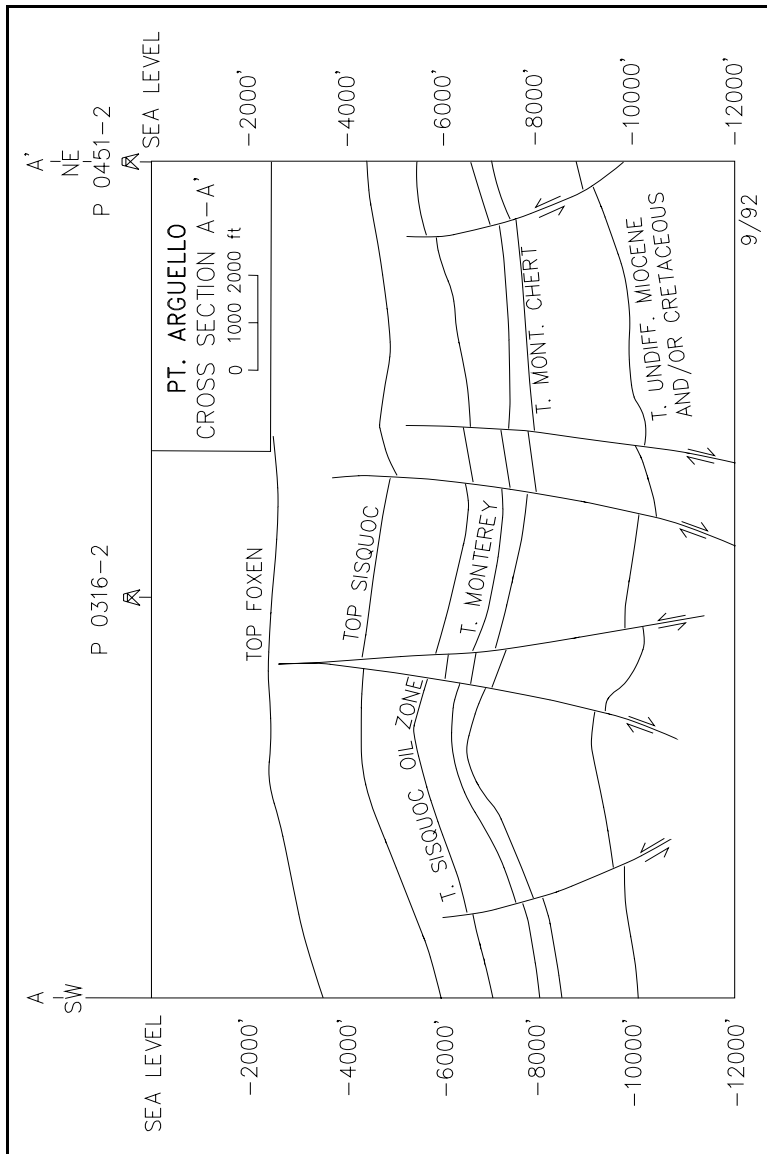 A
SW
A'
NE
P 0316-2
P 0451-2
SEA LEVEL
-2000'
-4000'
-6000'
-8000'
-10000'
-12000'
PT. ARGUELLO
CROSS SECTION A-A'
0 1000 2000 ft
TOP FOXEN
TOP SISQUOC
T. SISQUOC OIL ZONE
T. MONTEREY
T. MONT. CHERT
T. UNDIFF. MIOCENE
AND/OR CRETACEOUS
SEA LEVEL
-2000'
-4000'
-6000'
-8000'
-10000'
-12000'
9/92